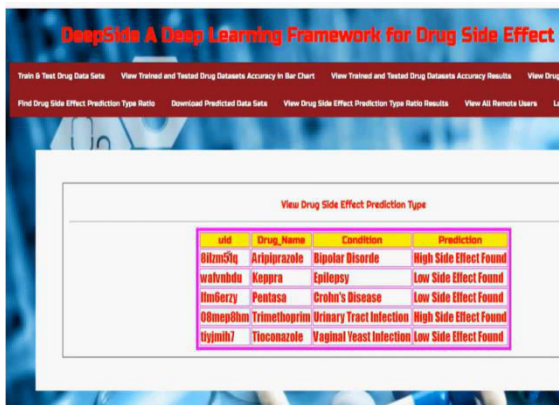 DeepSide A Deep Learning Framework for Drug Side Effect
Train & Test Drug Data Sets View Trained and Tested Drug Datasets Accuracy in Bar Chart View Trained and Tested Drug Datasets Accuracy Results View Drug
Find Drug Side Effect Prediction Type Ratio Download Predicted Data Sets View Drug Side Effect Prediction Type Ratio Results View All Remote Users
View Drug Side Effect Prediction Type
uid Drug_Name Condition Prediction
Aripiprazole Bipolar Disorde High Side Effect Found
wafvnbdu Keppra Epilepsy Low Side Effect Found
lfm6erzy Pentasa Crohn's Disease Low Side Effect Found
08mep8hm Trimethoprim Urinary Tract Infection High Side Effect Found
tiyjmih7 Tioconazole Vaginal Yeast Infection Low Side Effect Found